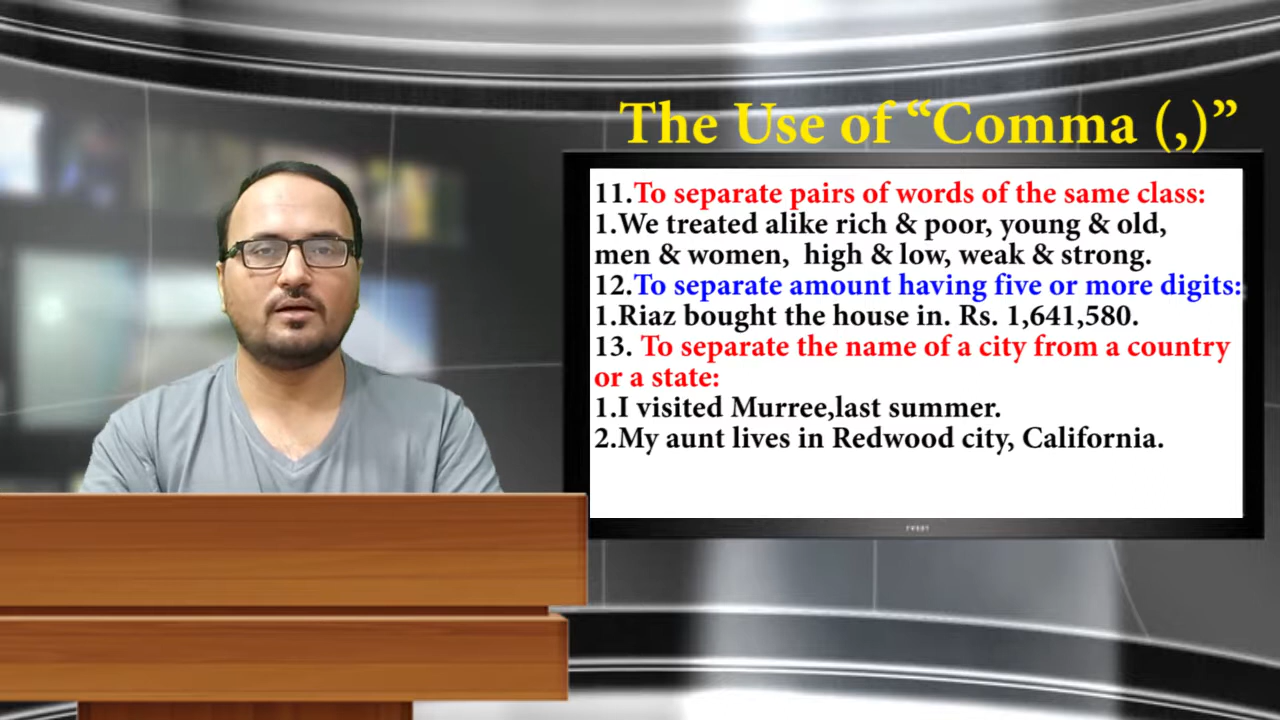 The Use of “Comma (,)”
11.To separate pairs of words of the same class:
1.We treated alike rich & poor, young & old,
men & women,  high & low, weak & strong.
12.To separate amount having five or more digits:
1.Riaz bought the house in. Rs. 1,641,580.
13. To separate the name of a city from a country
or a state:
1.I visited Murree,last summer.
2.My aunt lives in Redwood city, California.